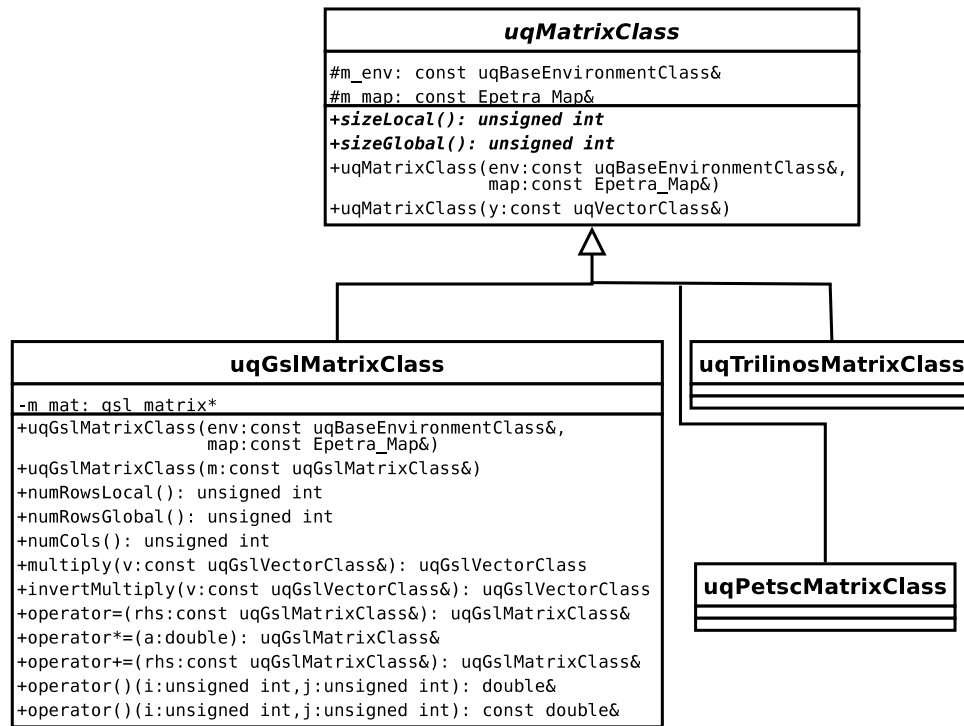 uqMatrixClass
#m_env: const uqBaseEnvironmentClass&
#m_map: const Epetra_Map&
+sizeLocal(): unsigned int
+sizeGlobal(): unsigned int
+uqMatrixClass(env:const uqBaseEnvironmentClass&,
map:const Epetra_Map&)
+uqMatrixClass(y:const uqVectorClass&)
uqGslMatrixClass
-m_mat: gsl_matrix*
+uqGslMatrixClass(env:const uqBaseEnvironmentClass&,
map:const Epetra_Map&)
+uqGslMatrixClass(m:const uqGslMatrixClass&)
+numRowsLocal(): unsigned int
+numRowsGlobal(): unsigned int
+numCols(): unsigned int
+multiply(v:const uqGslVectorClass&): uqGslVectorClass
+invertMultiply(v:const uqGslVectorClass&): uqGslVectorClass
+operator=(rhs:const uqGslMatrixClass&): uqGslMatrixClass&
+operator*=(a:double): uqGslMatrixClass&
+operator+=(rhs:const uqGslMatrixClass&): uqGslMatrixClass&
+operator()(i:unsigned int,j:unsigned int): double&
+operator()(i:unsigned int,j:unsigned int): const double&
uqTrilinosMatrixClass
uqPetscMatrixClass